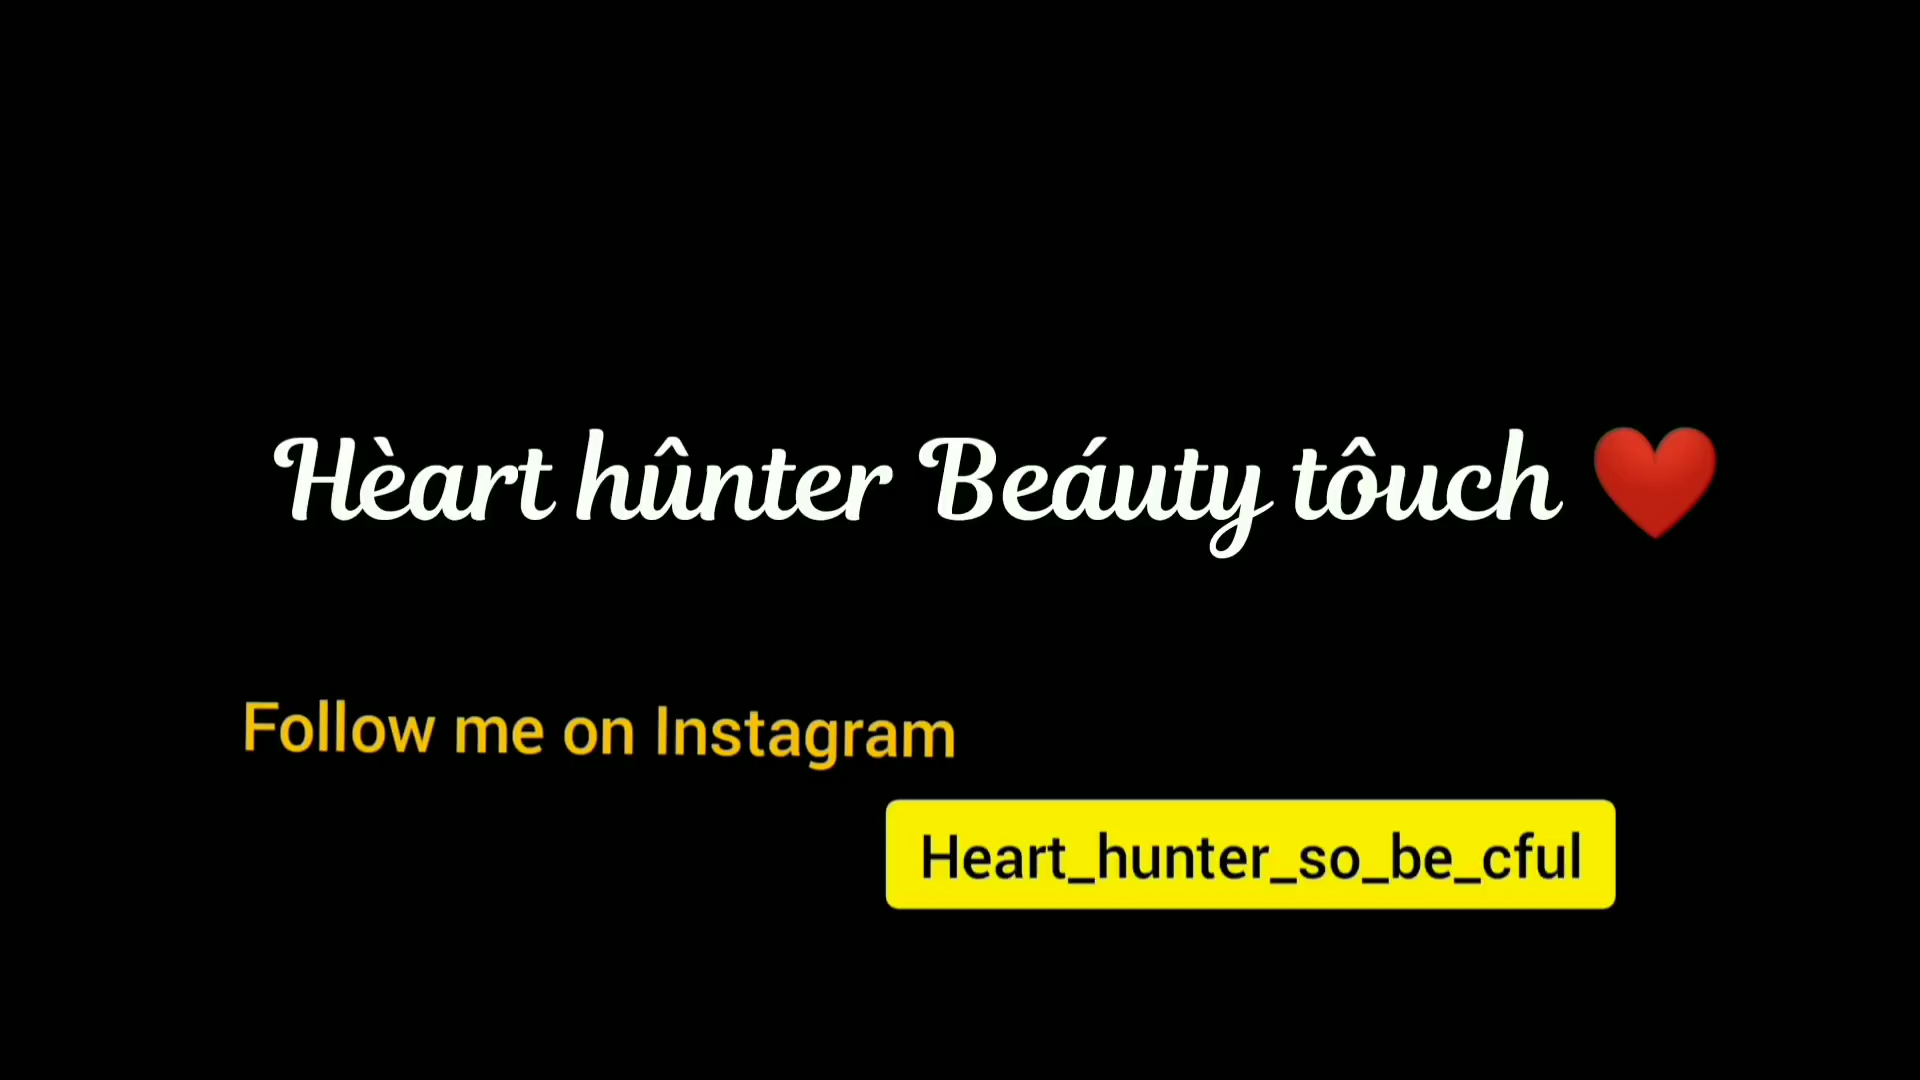 Hèart hûnter Beáuty tôuch ❤️
Follow me on Instagram
Heart_hunter_so_be_cful